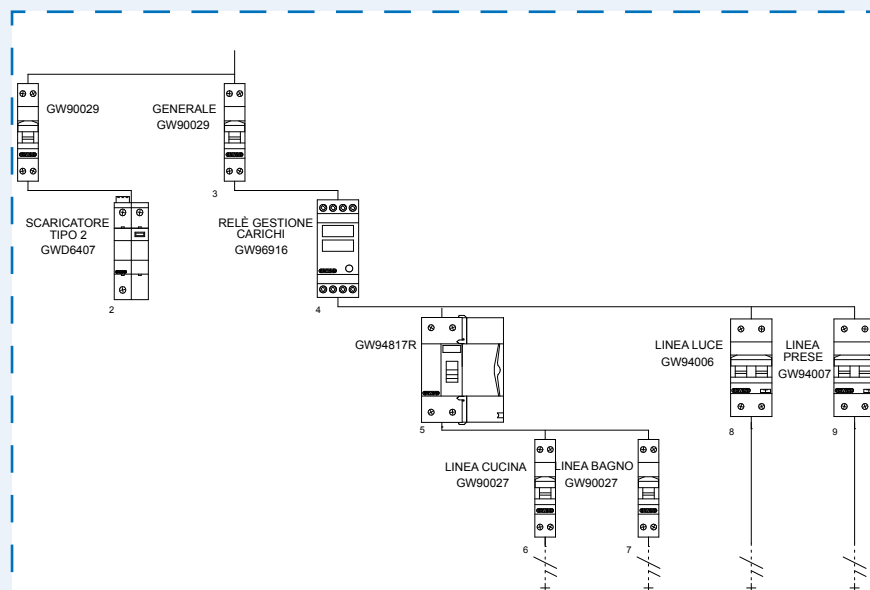 GW90029
GENERALE
GW90029
3
SCARICATORE
TIPO 2
GWD6407
2
RELÈ GESTIONE
CARICHI
GW96916
4
GW94817R
5
LINEA LUCE
GW94006
8
LINEA
PRESE
GW94007
9
LINEA CUCINA
GW90027
6
LINEA BAGNO
GW90027
7